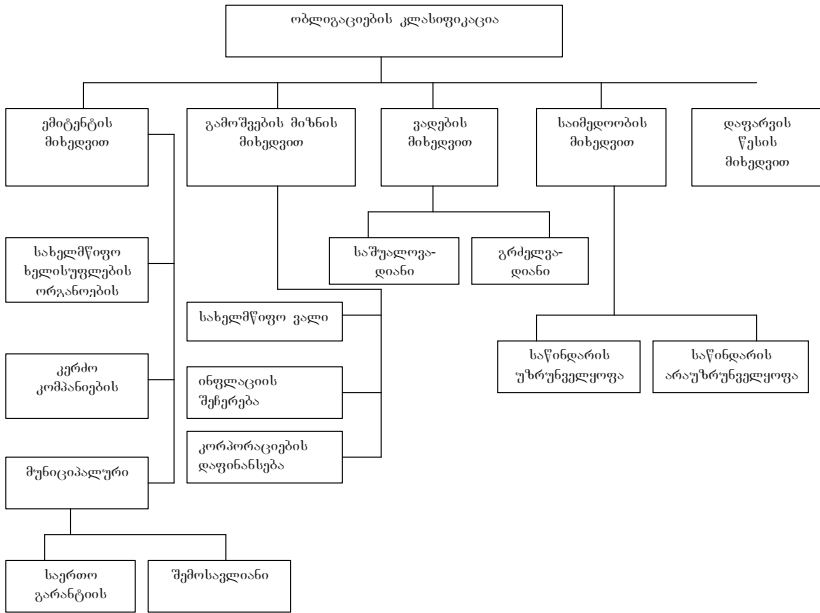 ობლიგაციების კლასიფიკაცია
ემიტენტის
მიხედვით
გამოშვების მიზნის
მიხედვით
ვადების
მიხედვით
საიმედოობის
მიხედვით
დაფარვის
წესის
მიხედვით
საშუალოვა-
დიანი
გრძელვა-
დიანი
სახელმწიფო
ხელისუფლების
ორგანოების
სახელმწიფო ვალი
საწინდარის
უზრუნველყოფა
საწინდარის
არაუზრუნველყოფა
კერძო
კომპანიების
ინფლაციის
შეჩერება
კორპორაციების
დაფინანსება
მუნიციპალური
საერთო
გარანტიის
შემოსავლიანი